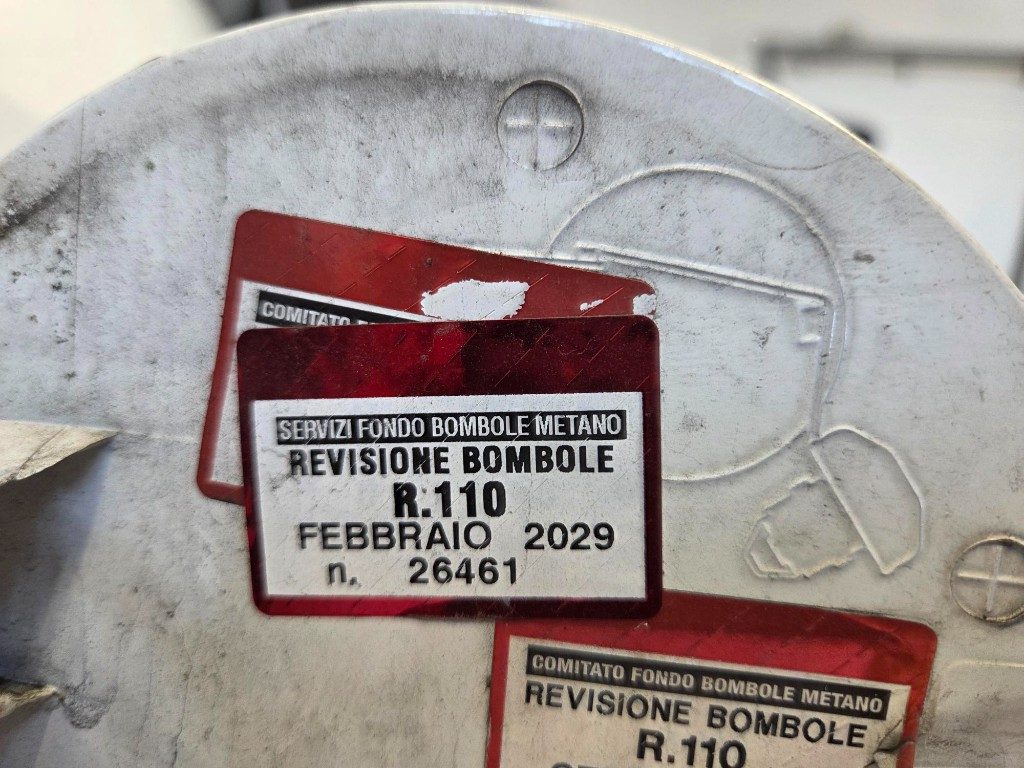 COMITATO
SERVIZI FONDO BOMBOLE METANO
REVISIONE BOMBOLE
R.110
FEBBRAIO 2029
n. 26461
COMITATO FONDO BOMBOLE METANO
REVISIONE BOMBOLE
R.110